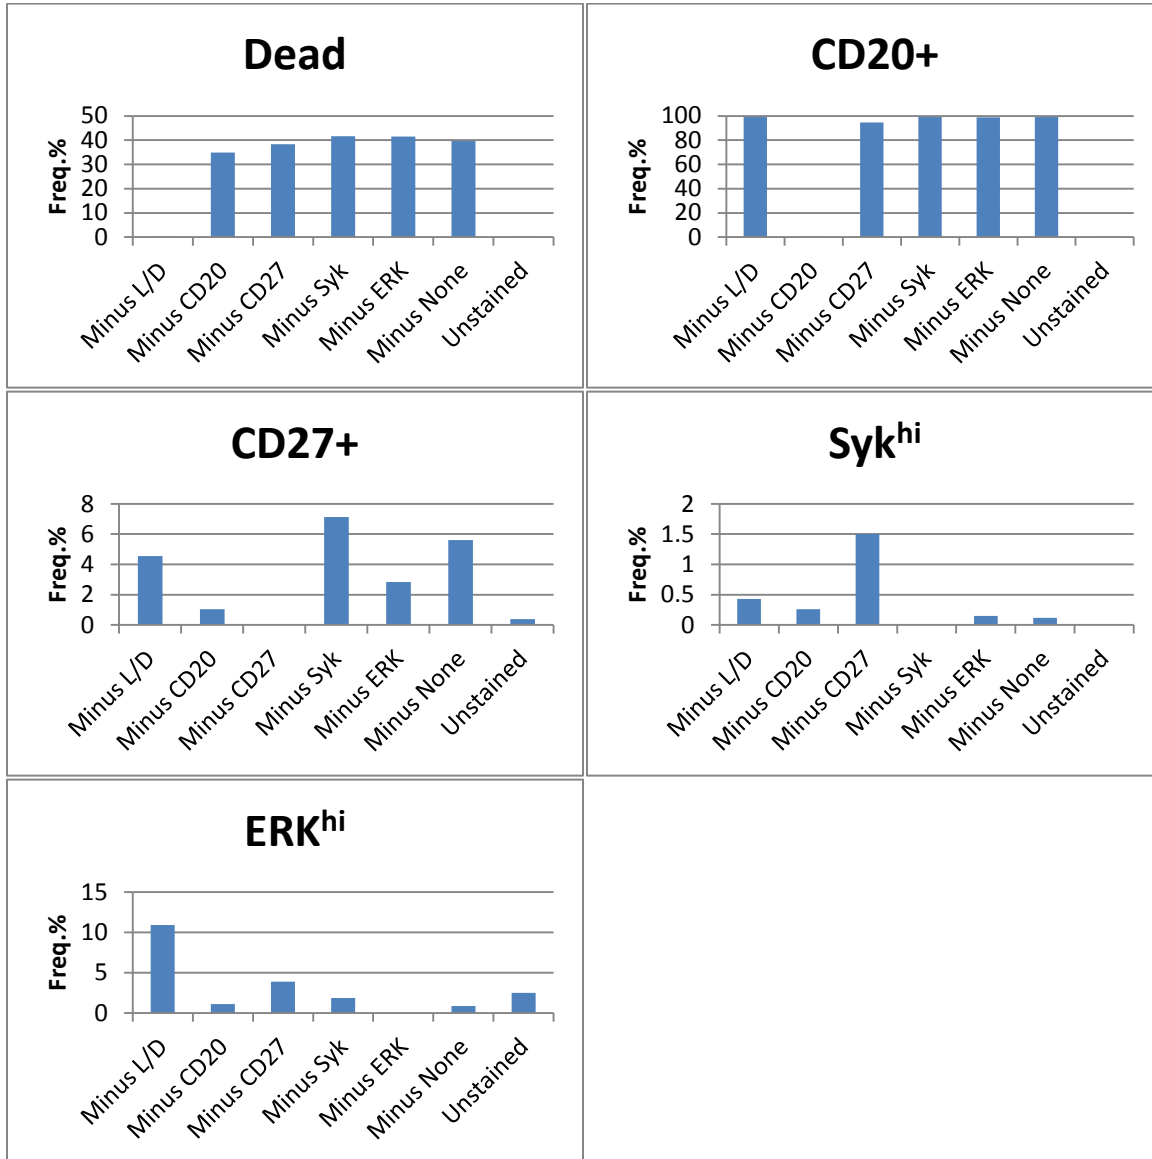 Dead
Freq.%
50
40
30
20
10
0
Minus L/D
Minus CD20
Minus CD27
Minus Syk
Minus ERK
Minus None
Unstained
CD20+
Freq.%
100
80
60
40
20
0
Minus L/D
Minus CD20
Minus CD27
Minus Syk
Minus ERK
Minus None
Unstained
CD27+
Freq.%
8
6
4
2
0
Minus L/D
Minus CD20
Minus CD27
Minus Syk
Minus ERK
Minus None
Unstained
Syk^hi
Freq.%
2
1.5
1
0.5
0
Minus L/D
Minus CD20
Minus CD27
Minus Syk
Minus ERK
Minus None
Unstained
ERK^hi
Freq.%
15
10
5
0
Minus L/D
Minus CD20
Minus CD27
Minus Syk
Minus ERK
Minus None
Unstained